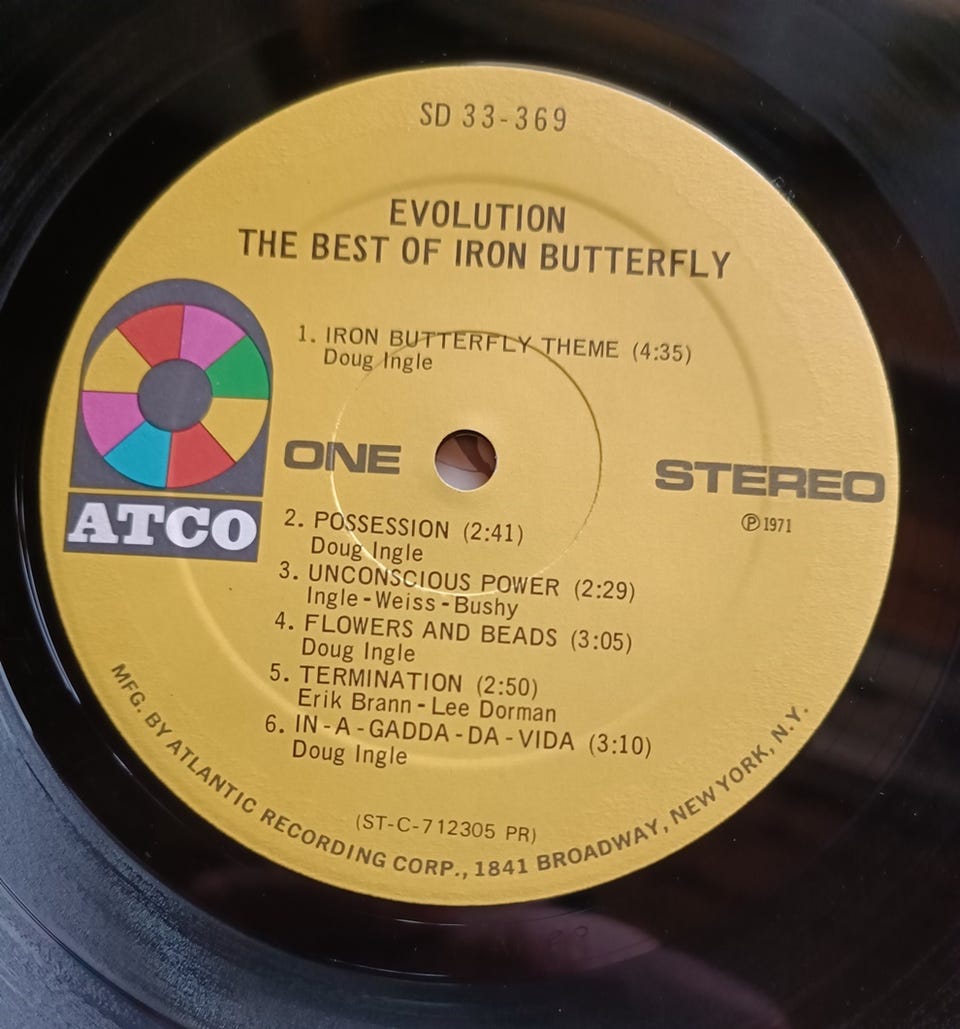 SD 33-369
EVOLUTION
THE BEST OF IRON BUTTERFLY
1. IRON BUTTERFLY THEME (4:35)
Doug Ingle
ONE
STEREO
Ⓟ 1971
ATCO
2. POSSESSION (2:41)
Doug Ingle
3. UNCONSCIOUS POWER (2:29)
Ingle-Weiss-Bushy
4. FLOWERS AND BEADS (3:05)
Doug Ingle
5. TERMINATION (2:50)
Erik Brann-Lee Dorman
6. IN-A-GADDA-DA-VIDA (3:10)
Doug Ingle
(ST-C-712305 PR)
MFG. BY ATLANTIC RECORDING CORP., 1841 BROADWAY, NEW YORK, N.Y.